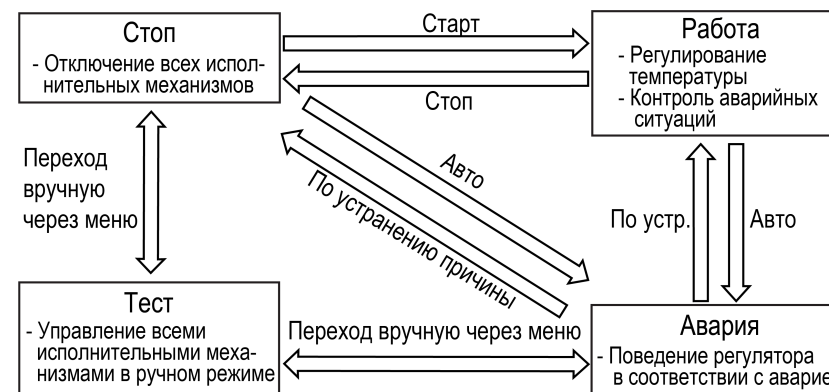 Стоп
- Отключение всех испол-
нительных механизмов
Старт
Стоп
Работа
- Регулирование
температуры
- Контроль аварийных
ситуаций
Переход
вручную
через меню
Авто
По устранению причины
По устр.
Авто
Тест
- Управление всеми
исполнительными меха-
низмами в ручном режиме
Переход вручную через меню
Авария
- Поведение регулятора
в соответствии с аварие